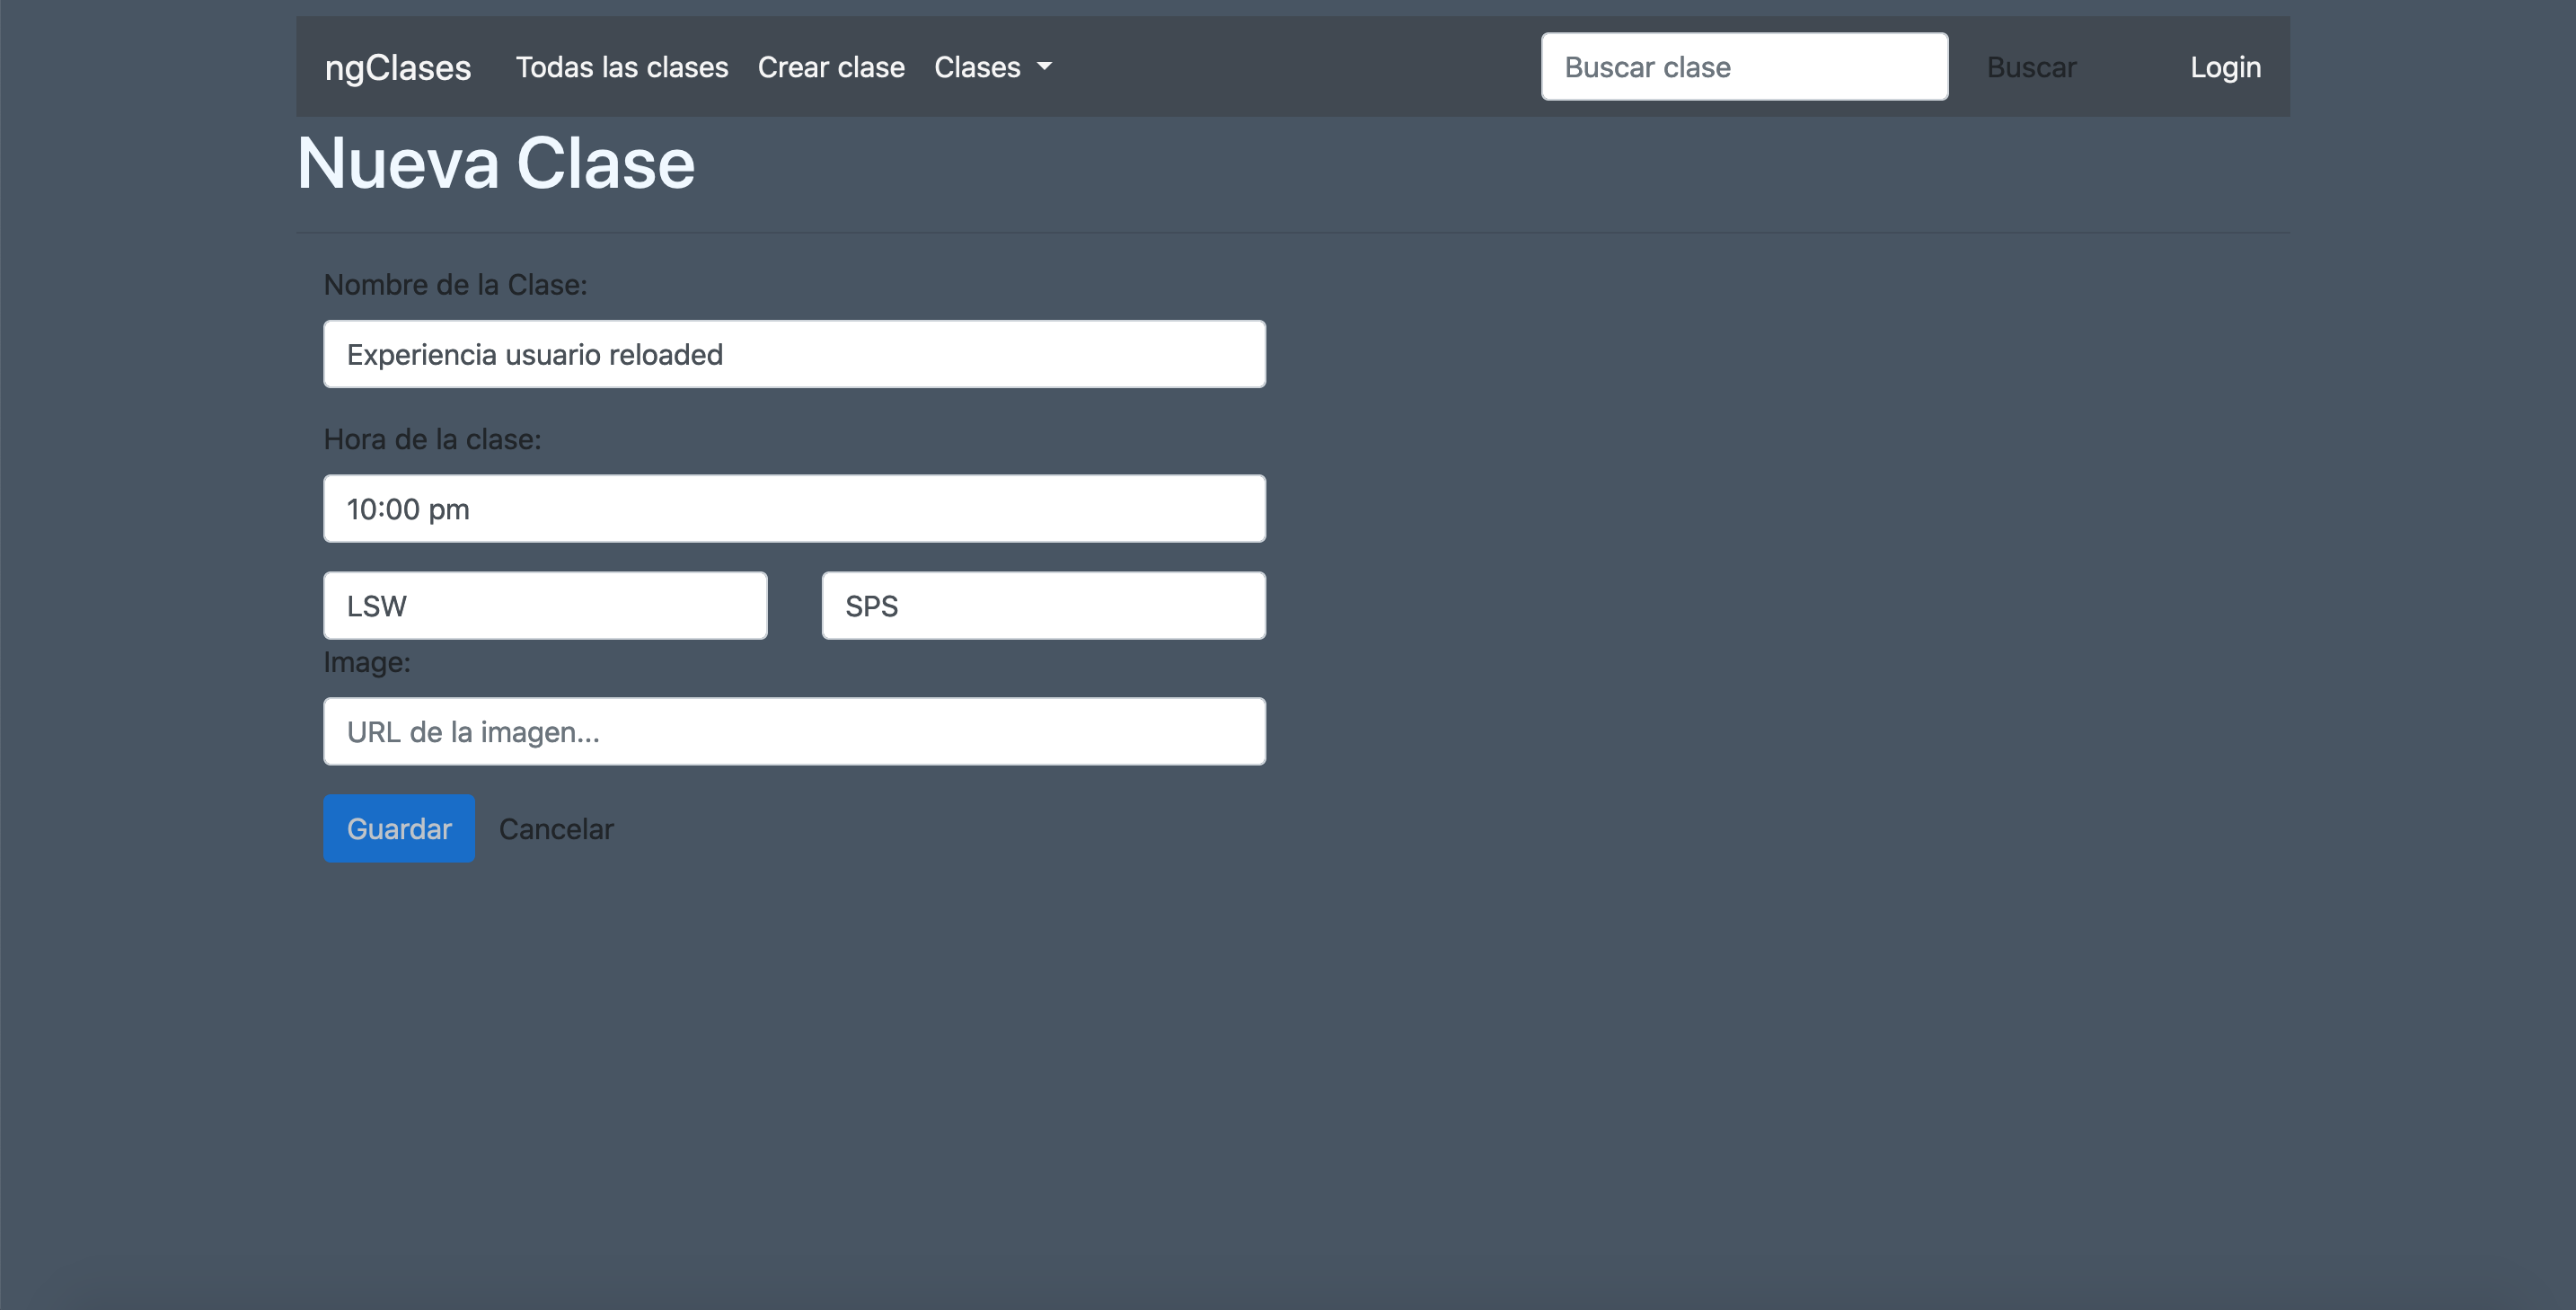 ngClases Todas las clases Crear clase Clases Buscar clase Buscar Login
Nueva Clase
Nombre de la Clase:
Experiencia usuario reloaded
Hora de la clase:
10:00 pm
LSW SPS
Image:
URL de la imagen...
Guardar Cancelar